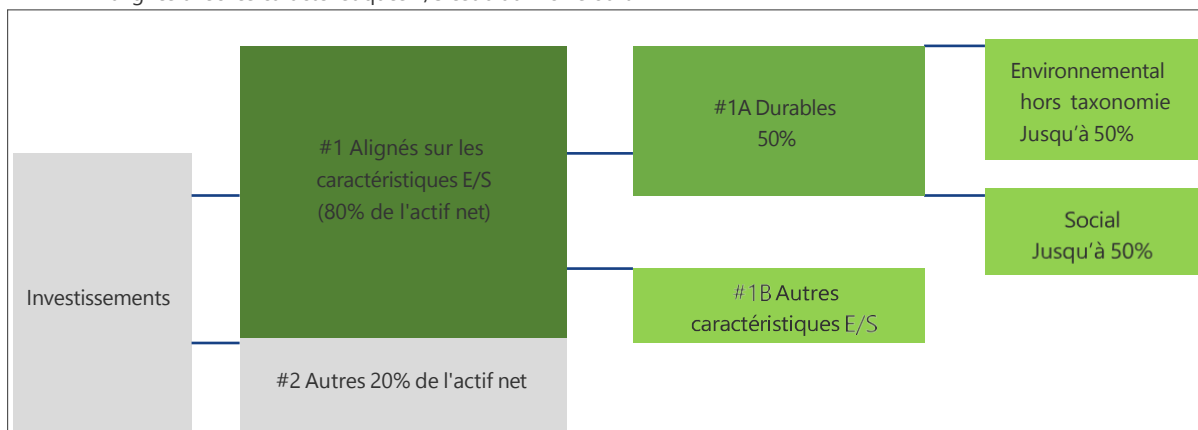 Investissements
#1 Alignés sur les
caractéristiques E/S
(80% de l'actif net)
#2 Autres 20% de l'actif net
#1A Durables
50%
#1B Autres
caractéristiques E/S
Environnemental
hors taxonomie
Jusqu'à 50%
Social
Jusqu'à 50%